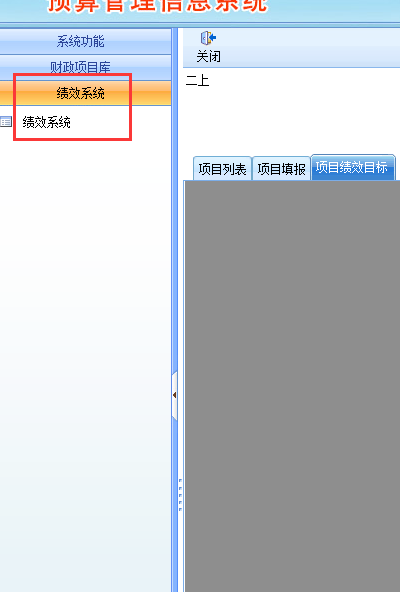 预算管理信息系统
系统功能
财政项目库
绩效系统
绩效系统
关闭
二上
项目列表 项目填报 项目绩效目标